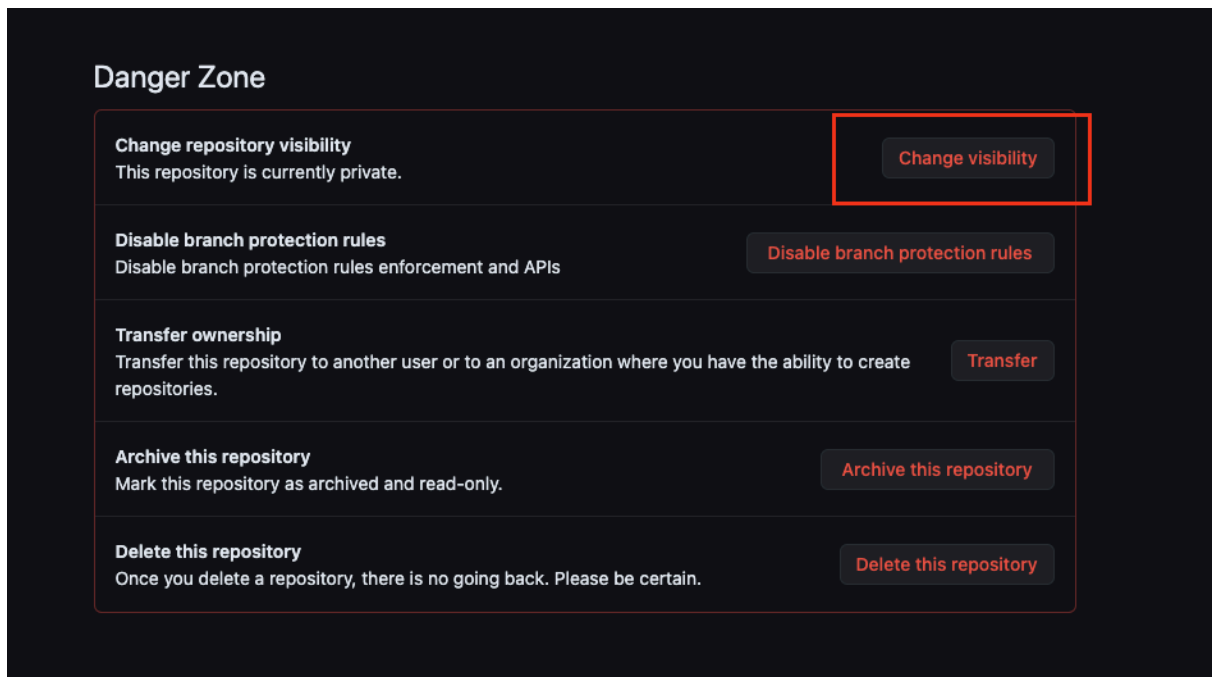 Danger Zone
Change repository visibility
This repository is currently private.
Change visibility
Disable branch protection rules
Disable branch protection rules enforcement and APIs
Disable branch protection rules
Transfer ownership
Transfer this repository to another user or to an organization where you have the ability to create
repositories.
Transfer
Archive this repository
Mark this repository as archived and read-only.
Archive this repository
Delete this repository
Once you delete a repository, there is no going back. Please be certain.
Delete this repository